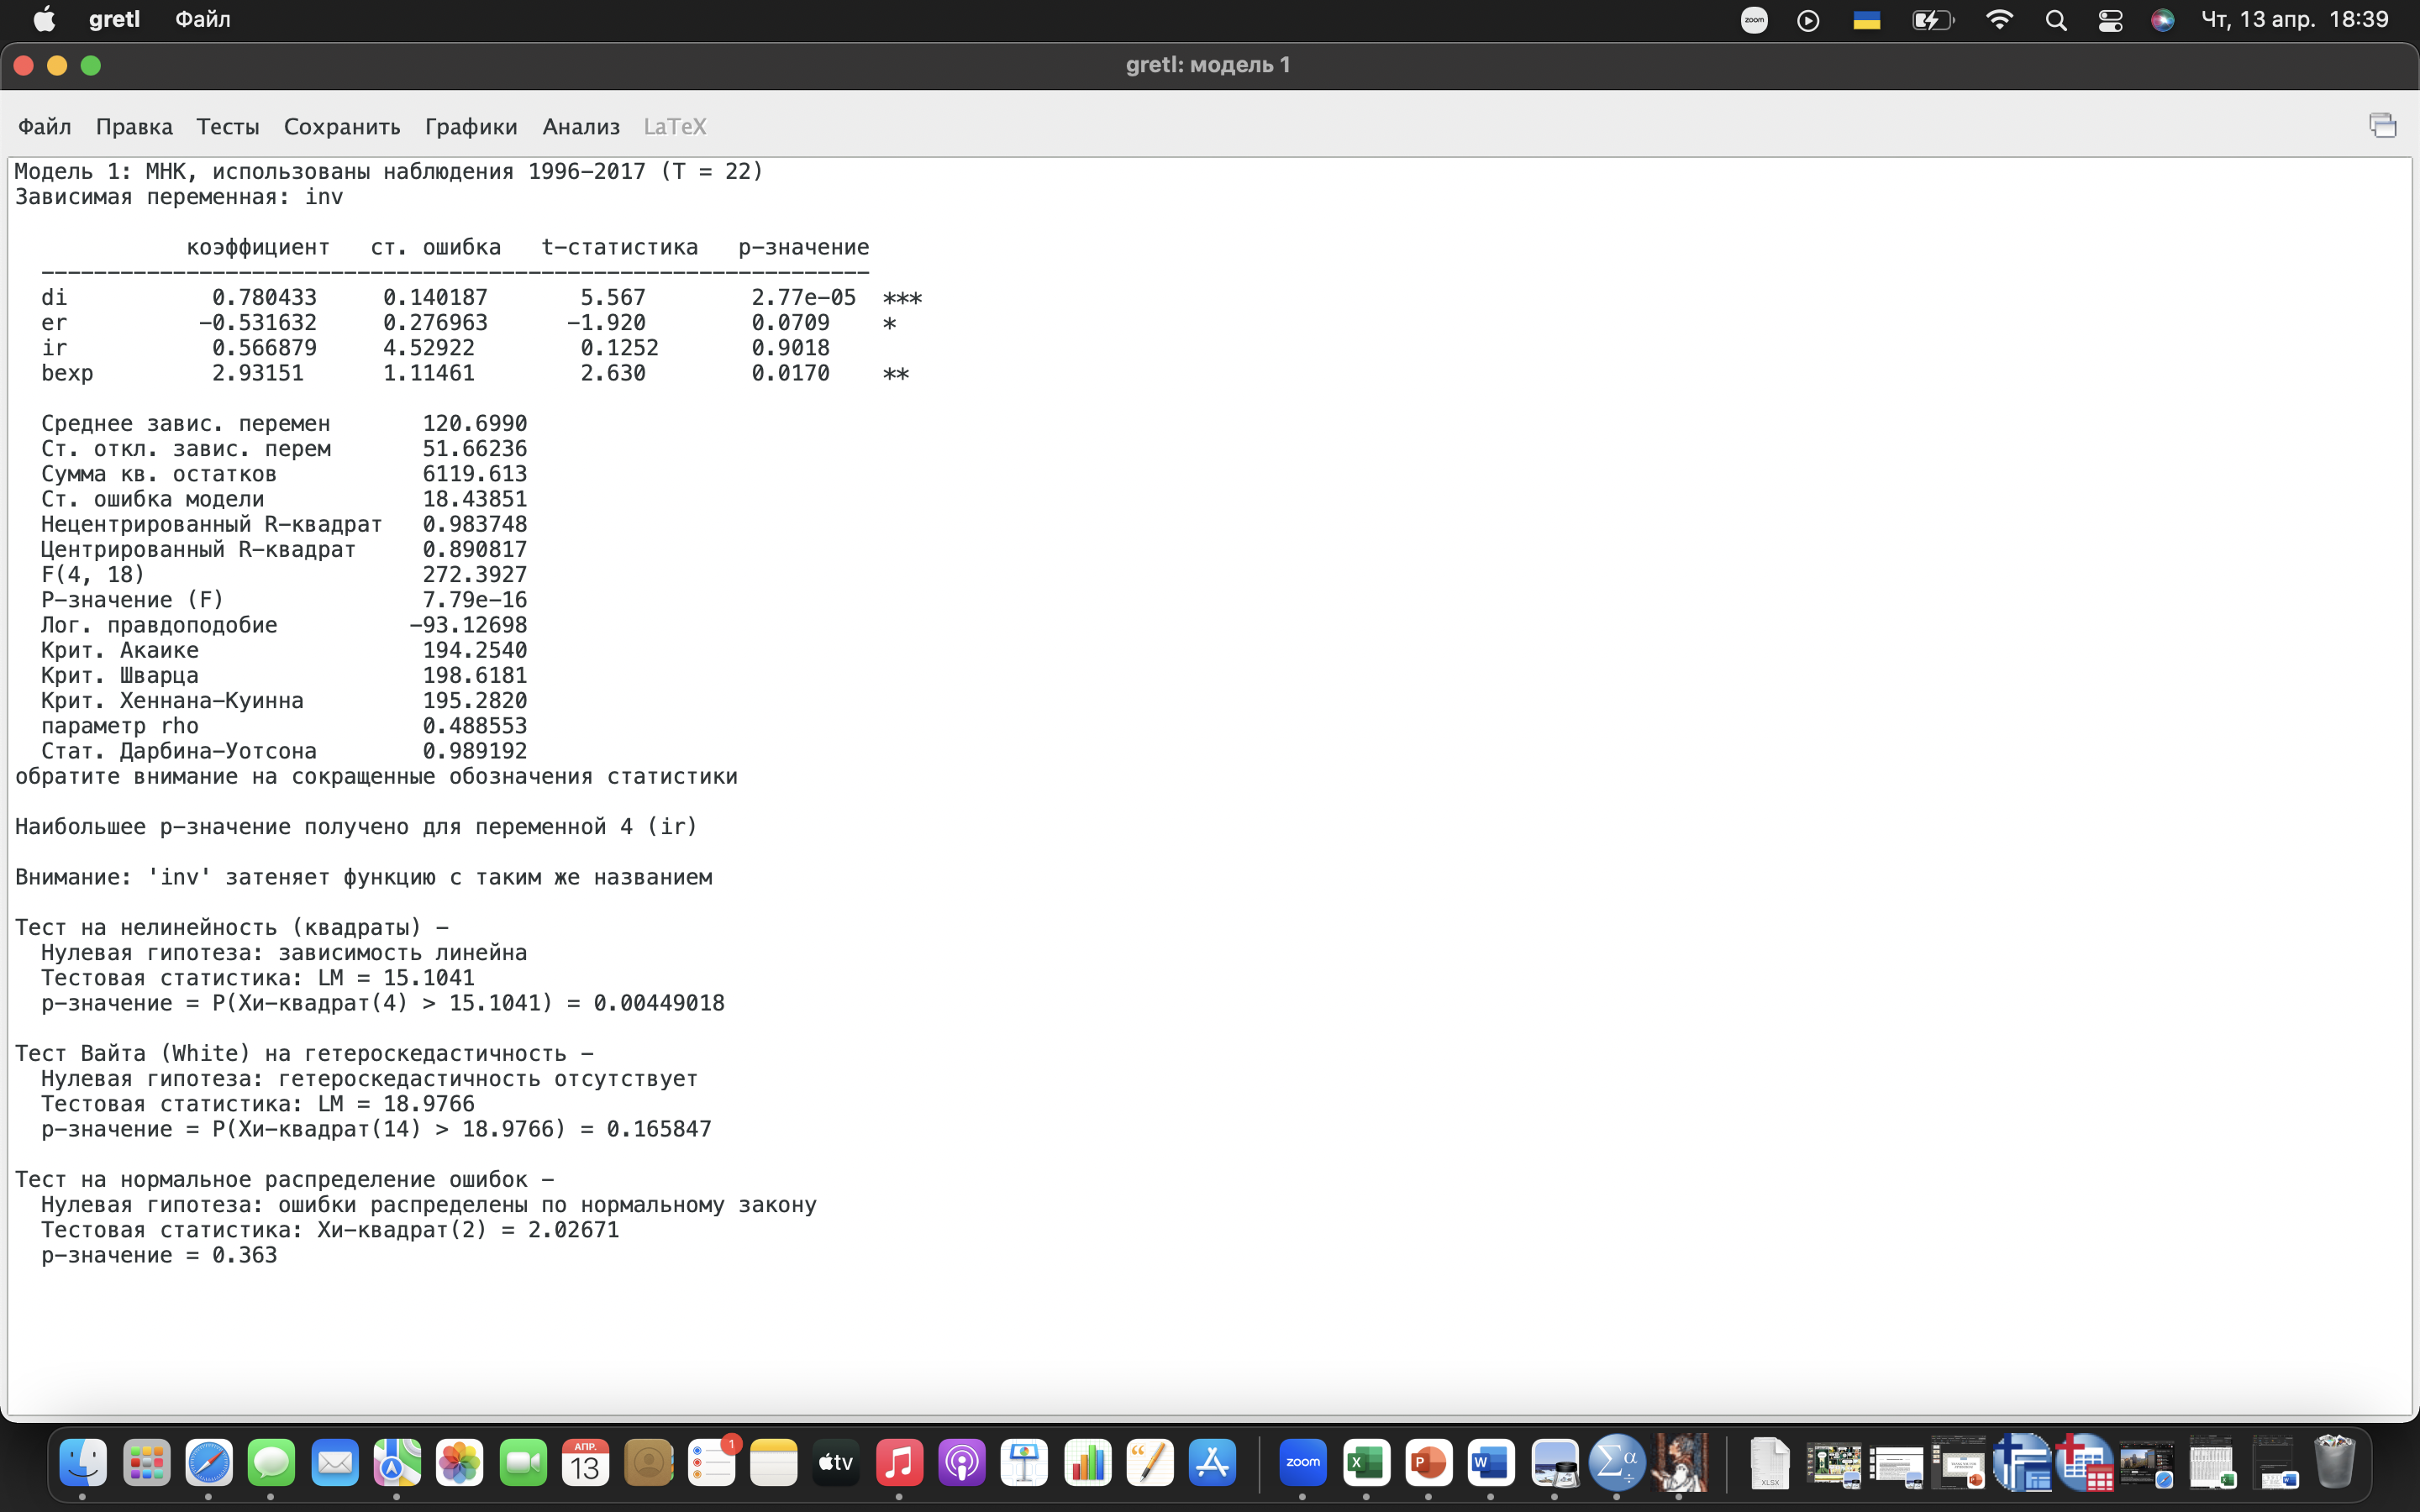 gretl Файл
zoom Чт, 13 апр. 18:39
gretl: модель 1
Файл Правка Тесты Сохранить Графики Анализ LaTeX
Модель 1: МНК, использованы наблюдения 1996-2017 (T = 22)
Зависимая переменная: inv
коэффициент ст. ошибка t-статистика p-значение
---------------------------------------------------------------
di 0.780433 0.140187 5.567 2.77e-05 ***
er -0.531632 0.276963 -1.920 0.0709 *
ir 0.566879 4.52922 0.1252 0.9018
bexp 2.93151 1.11461 2.630 0.0170 **
Среднее завис. перемен 120.6990
Ст. откл. завис. перем 51.66236
Сумма кв. остатков 6119.613
Ст. ошибка модели 18.43851
Нецентрированный R-квадрат 0.983748
Центрированный R-квадрат 0.890817
F(4, 18) 272.3927
Р-значение (F) 7.79e-16
Лог. правдоподобие -93.12698
Крит. Акаике 194.2540
Крит. Шварца 198.6181
Крит. Хеннана-Куинна 195.2820
параметр rho 0.488553
Стат. Дарбина-Уотсона 0.989192
обратите внимание на сокращенные обозначения статистики
Наибольшее p-значение получено для переменной 4 (ir)
Внимание: 'inv' затеняет функцию с таким же названием
Тест на нелинейность (квадраты) -
Нулевая гипотеза: зависимость линейна
Тестовая статистика: LM = 15.1041
p-значение = P(Хи-квадрат(4) > 15.1041) = 0.00449018
Тест Вайта (White) на гетероскедастичность -
Нулевая гипотеза: гетероскедастичность отсутствует
Тестовая статистика: LM = 18.9766
p-значение = P(Хи-квадрат(14) > 18.9766) = 0.165847
Тест на нормальное распределение ошибок -
Нулевая гипотеза: ошибки распределены по нормальному закону
Тестовая статистика: Хи-квадрат(2) = 2.02671
p-значение = 0.363
АПР.
13
1
tv
zoom
X
P
W
Σα
XLSX